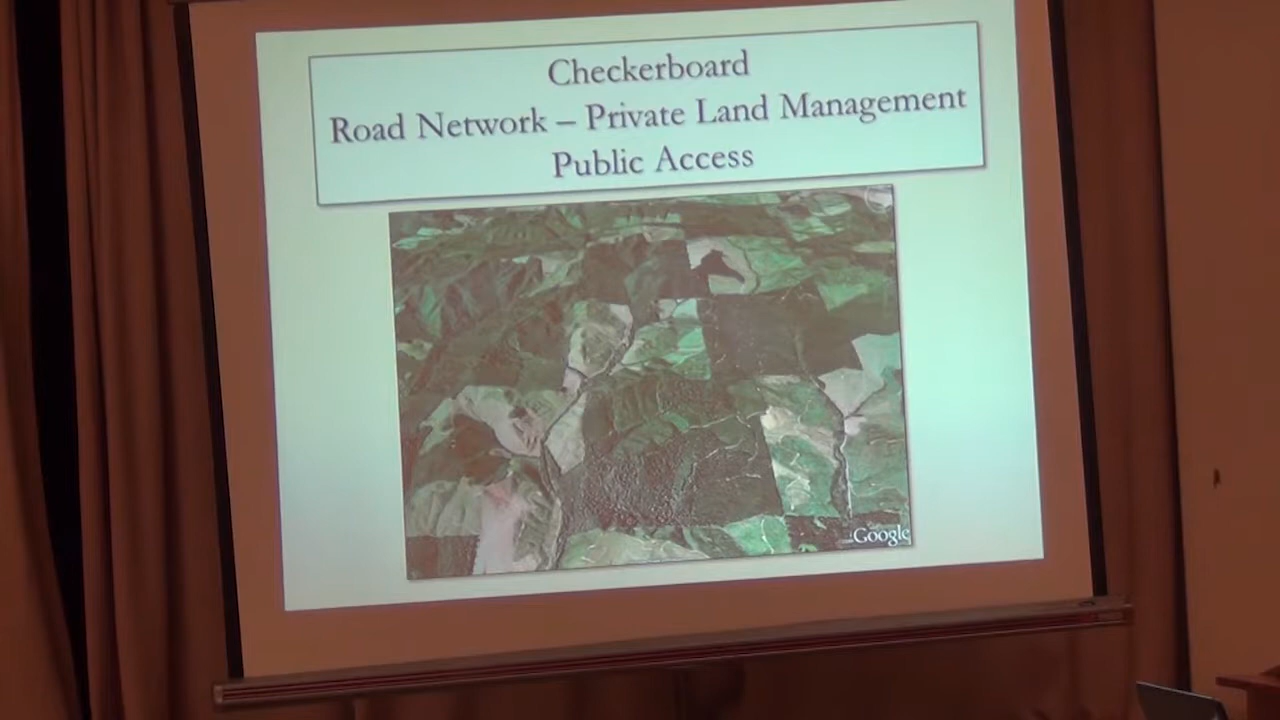 Checkerboard
Road Network – Private Land Management
Public Access
Google